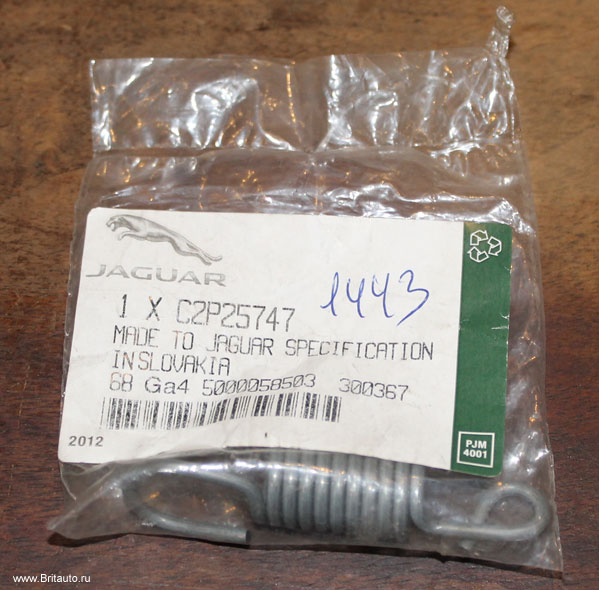 JAGUAR
1443
1 X C2P25747
MADE TO JAGUAR SPECIFICATION
IN SLOVAKIA
68 Ga4 5000058503 300367
2012
PJM
4001
www.Britauto.ru